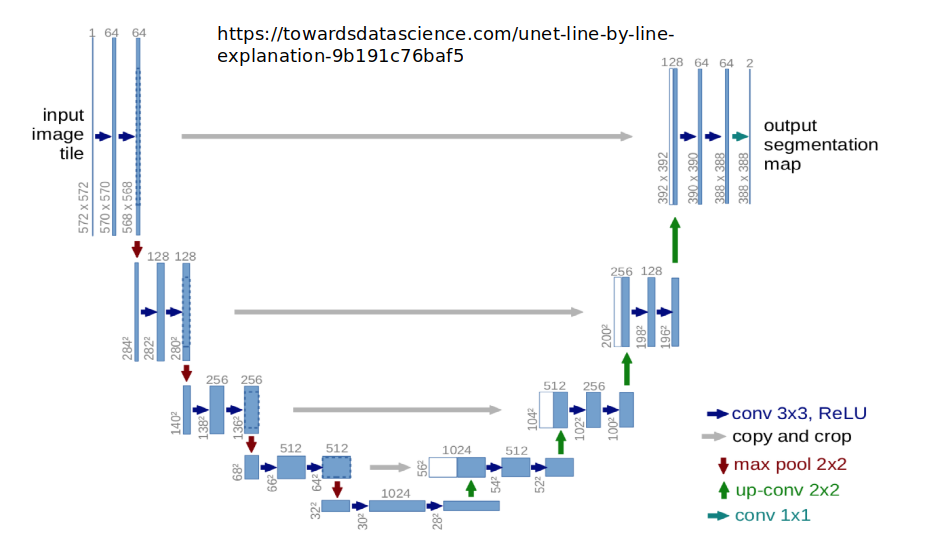 https://towardsdatascience.com/unet-line-by-line-
explanation-9b191c76baf5
1 64 64
input
image
tile
572 x 572
570 x 570
568 x 568
128 64 64 2
output
segmentation
map
392 x 392
390 x 390
388 x 388
388 x 388
128 128
284²
282²
280²
256 128
200²
198²
196²
256 256
140²
138²
136²
512 256
104²
102²
100²
512 512
68²
66²
64²
1024 512
56²
54²
52²
1024
32²
30²
28²
conv 3x3, ReLU
copy and crop
max pool 2x2
up-conv 2x2
conv 1x1